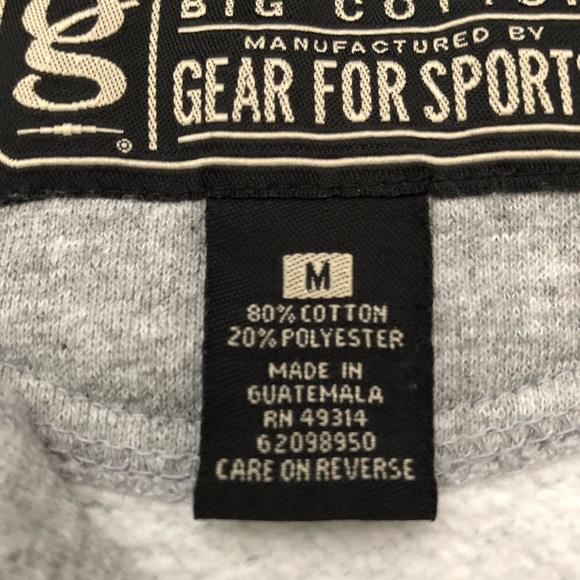 BIG COTTON
MANUFACTURED BY
GEAR FOR SPORTS
®
M
80% COTTON
20% POLYESTER
MADE IN
GUATEMALA
RN 49314
62098950
CARE ON REVERSE